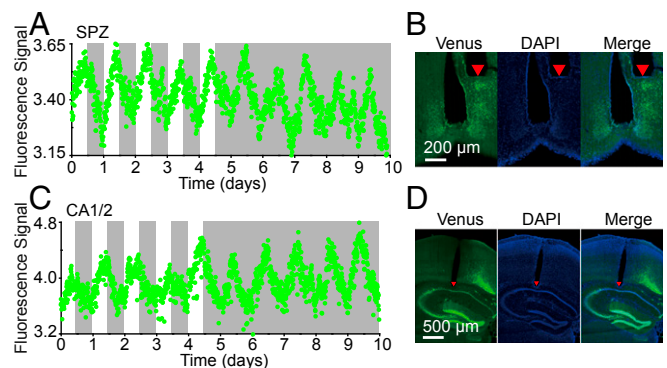 A
SPZ
Fluorescence Signal
3.65
3.40
3.15
0 1 2 3 4 5 6 7 8 9 10
Time (days)
B
Venus DAPI Merge
200 μm
C
CA1/2
Fluorescence Signal
4.8
4.0
3.2
0 1 2 3 4 5 6 7 8 9 10
Time (days)
D
Venus DAPI Merge
500 μm